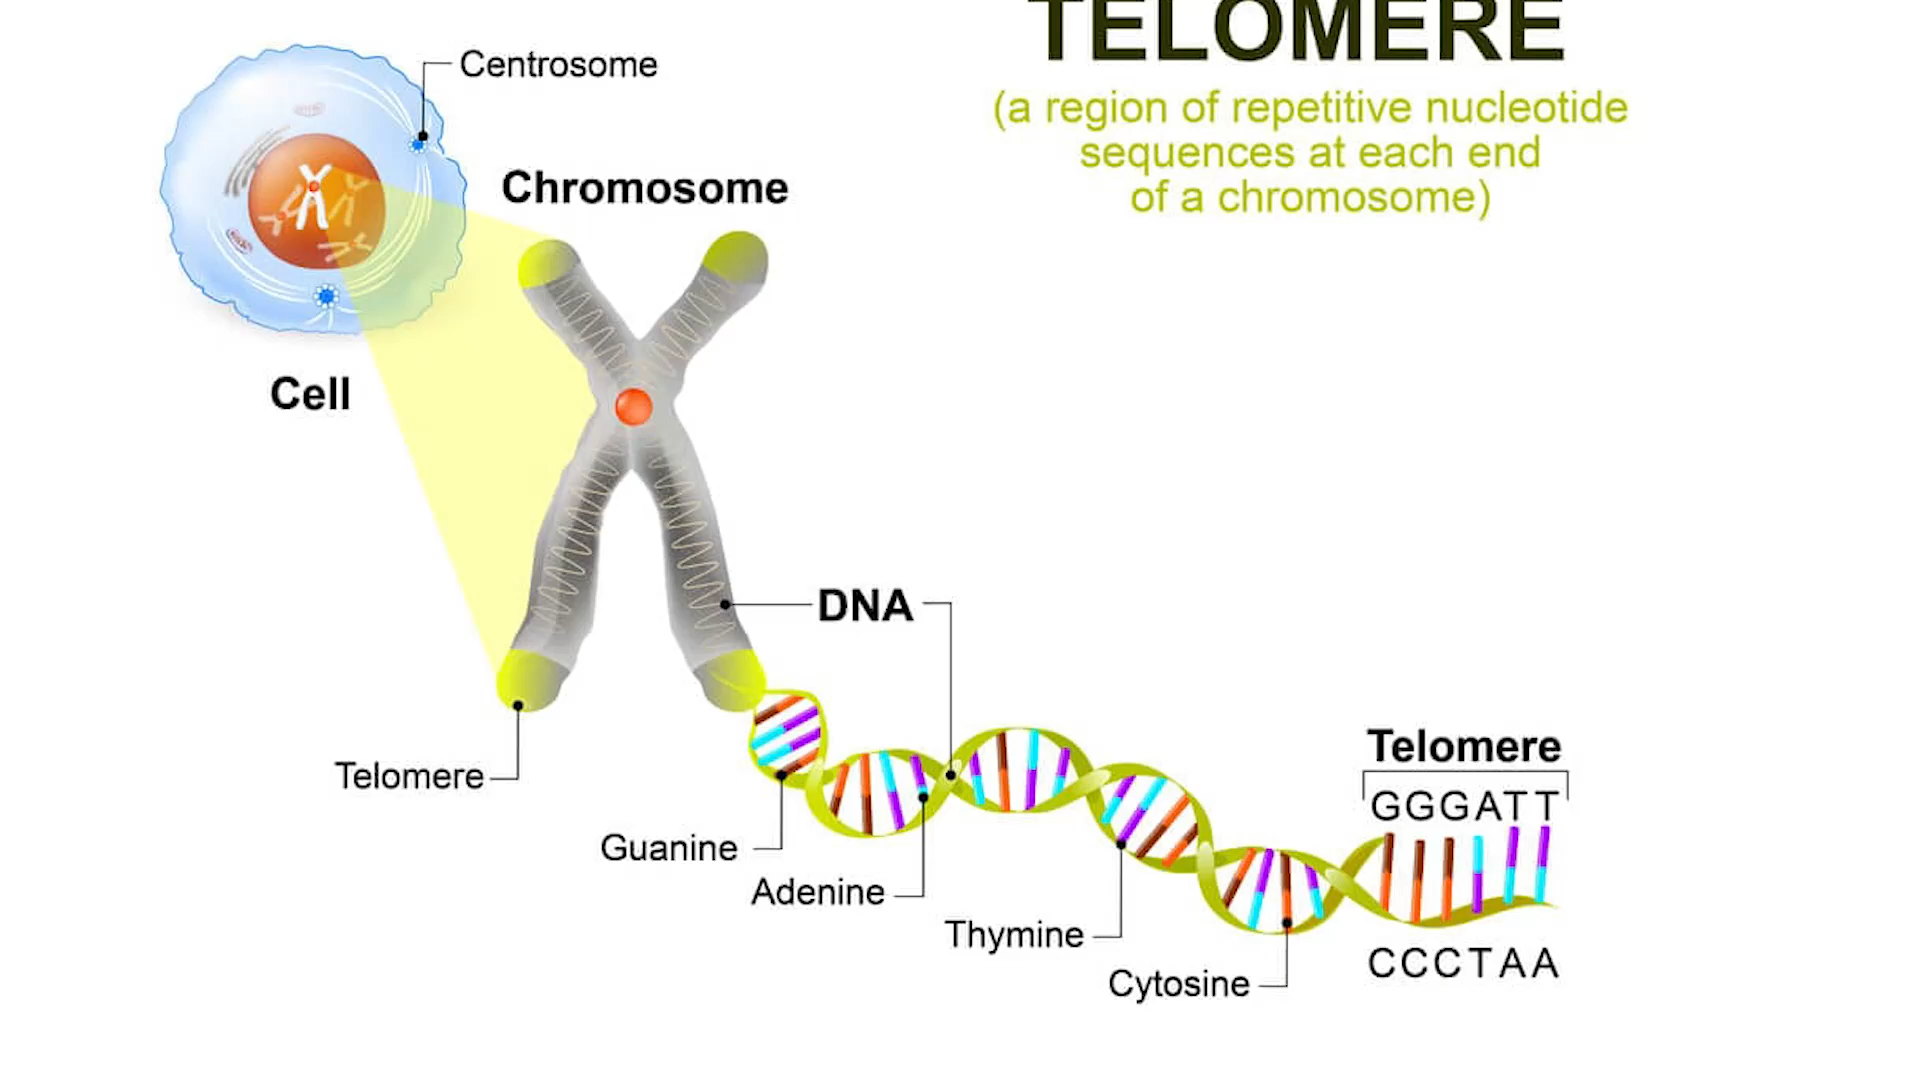 TELOMERE
(a region of repetitive nucleotide
sequences at each end
of a chromosome)
Centrosome
Chromosome
Cell
DNA
Telomere
Guanine
Adenine
Thymine
Cytosine
Telomere
GGGATT
CCCTAA